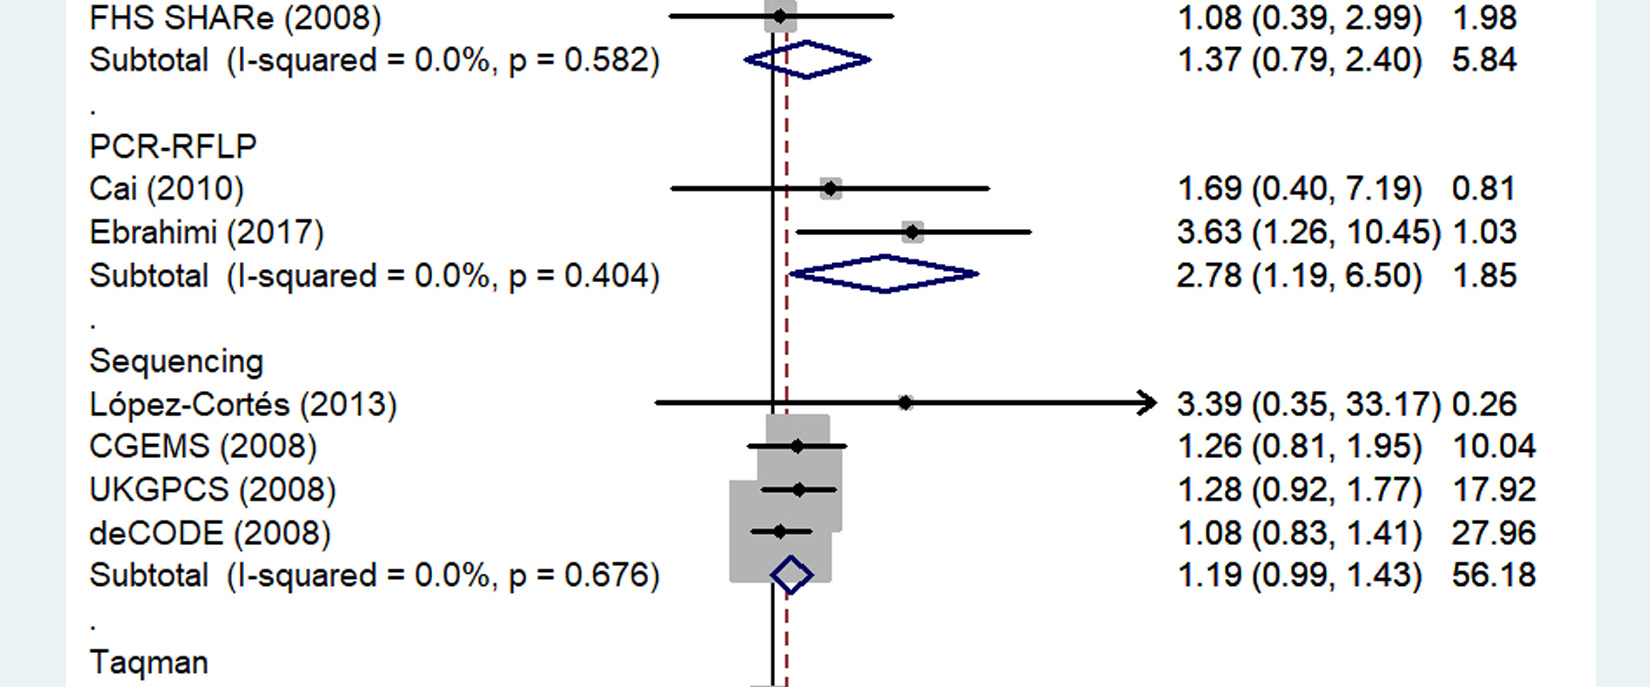 FHS SHARe (2008) 1.08 (0.39, 2.99) 1.98
Subtotal (I-squared = 0.0%, p = 0.582) 1.37 (0.79, 2.40) 5.84
.
PCR-RFLP
Cai (2010) 1.69 (0.40, 7.19) 0.81
Ebrahimi (2017) 3.63 (1.26, 10.45) 1.03
Subtotal (I-squared = 0.0%, p = 0.404) 2.78 (1.19, 6.50) 1.85
.
Sequencing
López-Cortés (2013) 3.39 (0.35, 33.17) 0.26
CGEMS (2008) 1.26 (0.81, 1.95) 10.04
UKGPCS (2008) 1.28 (0.92, 1.77) 17.92
deCODE (2008) 1.08 (0.83, 1.41) 27.96
Subtotal (I-squared = 0.0%, p = 0.676) 1.19 (0.99, 1.43) 56.18
.
Taqman